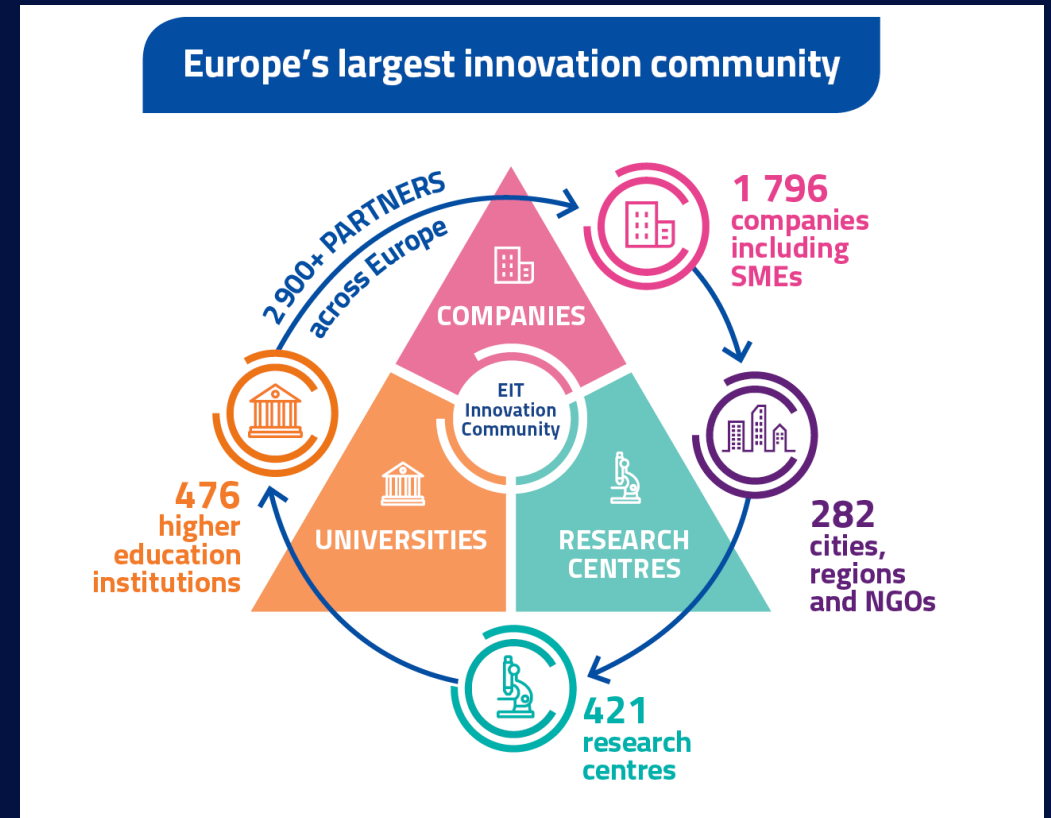 Europe's largest innovation community
2 900+ PARTNERS
across Europe
1 796
companies
including
SMEs
COMPANIES
EIT
Innovation
Community
476
higher
education
institutions
UNIVERSITIES
RESEARCH
CENTRES
282
cities,
regions
and NGOs
421
research
centres